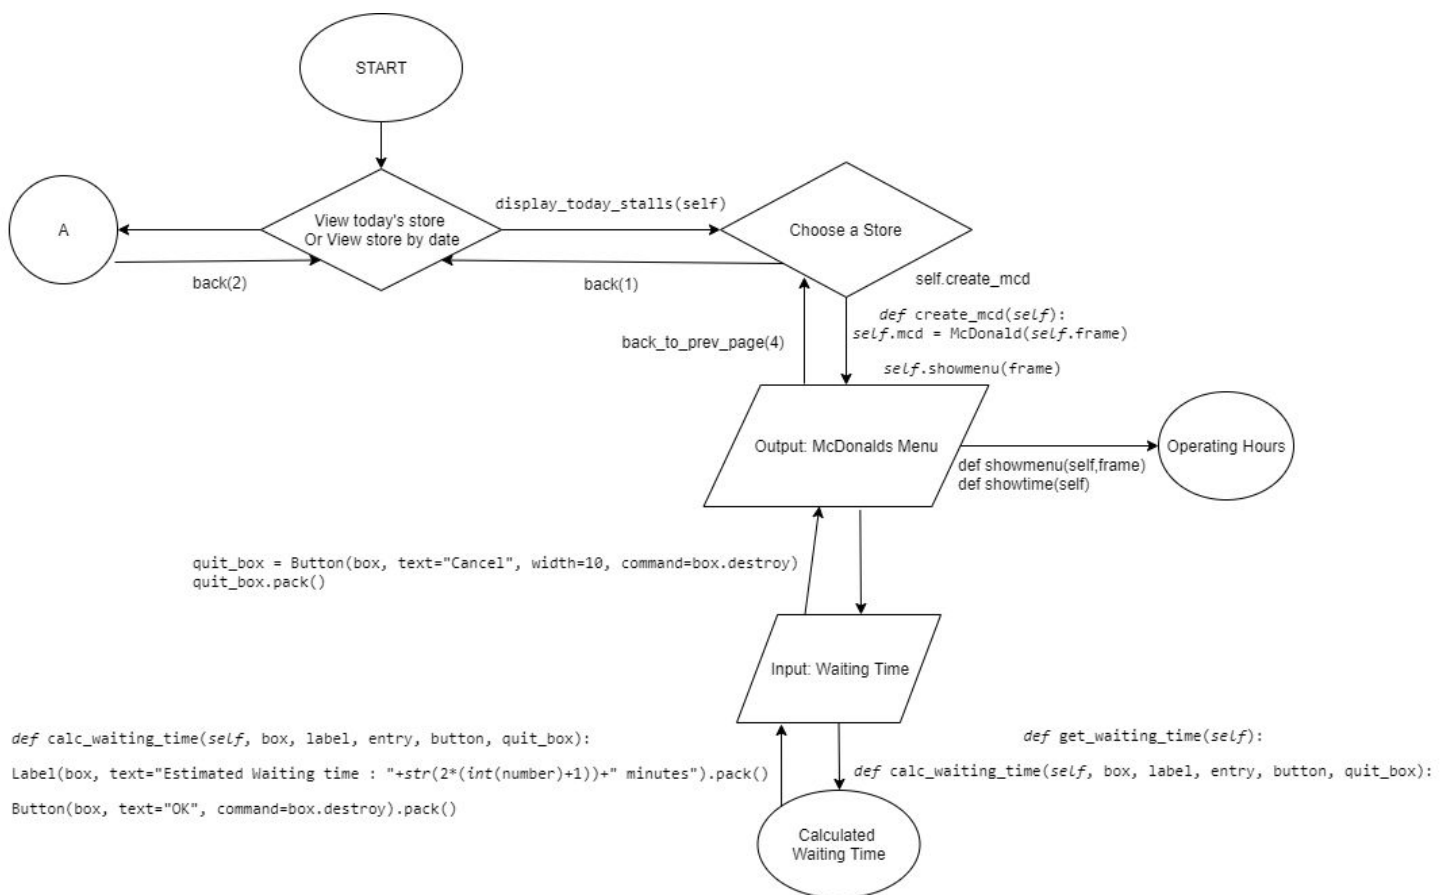 START
View today's store
Or View store by date
display_today_stalls(self)
Choose a Store
A
back(2)
back(1)
self.create_mcd
def create_mcd(self):
self.mcd = McDonald(self.frame)
back_to_prev_page(4)
self.showmenu(frame)
Output: McDonalds Menu
Operating Hours
def showmenu(self,frame)
def showtime(self)
quit_box = Button(box, text="Cancel", width=10, command=box.destroy)
quit_box.pack()
Input: Waiting Time
def calc_waiting_time(self, box, label, entry, button, quit_box):
Label(box, text="Estimated Waiting time : "+str(2*(int(number)+1))+" minutes").pack()
Button(box, text="OK", command=box.destroy).pack()
def get_waiting_time(self):
def calc_waiting_time(self, box, label, entry, button, quit_box):
Calculated
Waiting Time